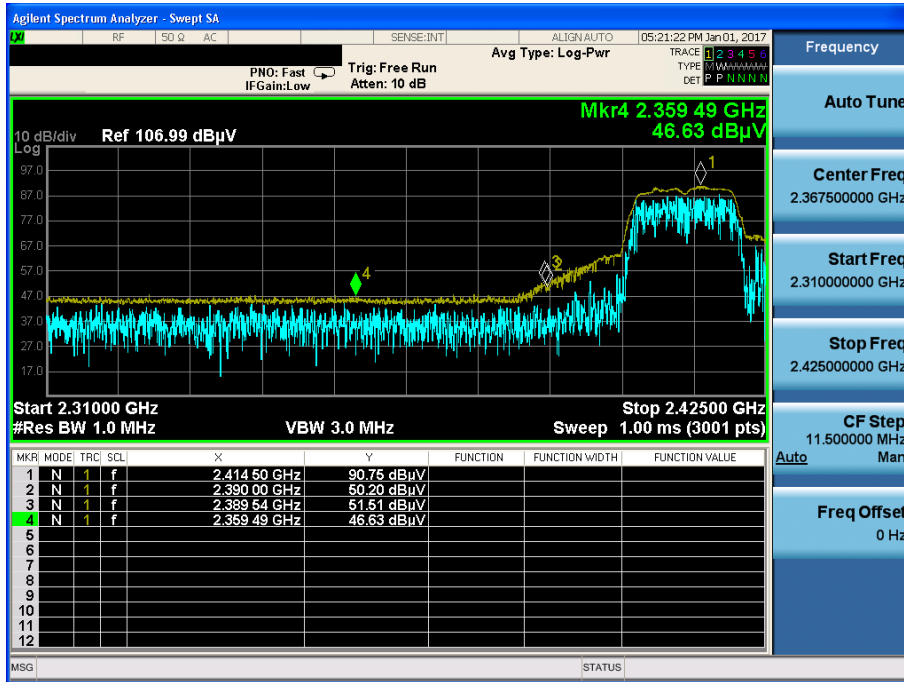 Agilent Spectrum Analyzer - Swept SA
LXI RF 50 Ω AC SENSE:INT ALIGN AUTO 05:21:22 PM Jan 01, 2017
PNO: Fast
IFGain:Low
Trig: Free Run
Atten: 10 dB
Avg Type: Log-Pwr
TRACE 1 2 3 4 5 6
TYPE M W W W W W
DET P P N N N N
Mkr4 2.359 49 GHz
46.63 dBµV
10 dB/div Ref 106.99 dBµV
Log
97.0
87.0
77.0
67.0
57.0
47.0
37.0
27.0
17.0
1
3
4
Start 2.31000 GHz Stop 2.42500 GHz
#Res BW 1.0 MHz VBW 3.0 MHz Sweep 1.00 ms (3001 pts)
MKR MODE TRC SCL X Y FUNCTION FUNCTION WIDTH FUNCTION VALUE
1 N 1 f 2.414 50 GHz 90.75 dBµV
2 N 1 f 2.390 00 GHz 50.20 dBµV
3 N 1 f 2.389 54 GHz 51.51 dBµV
4 N 1 f 2.359 49 GHz 46.63 dBµV
5
6
7
8
9
10
11
12
MSG STATUS
Frequency
Auto Tune
Center Freq
2.367500000 GHz
Start Freq
2.310000000 GHz
Stop Freq
2.425000000 GHz
CF Step
11.500000 MHz
Auto Man
Freq Offset
0 Hz